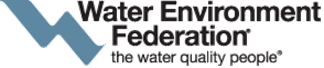 Water Environment
Federation®
the water quality people®